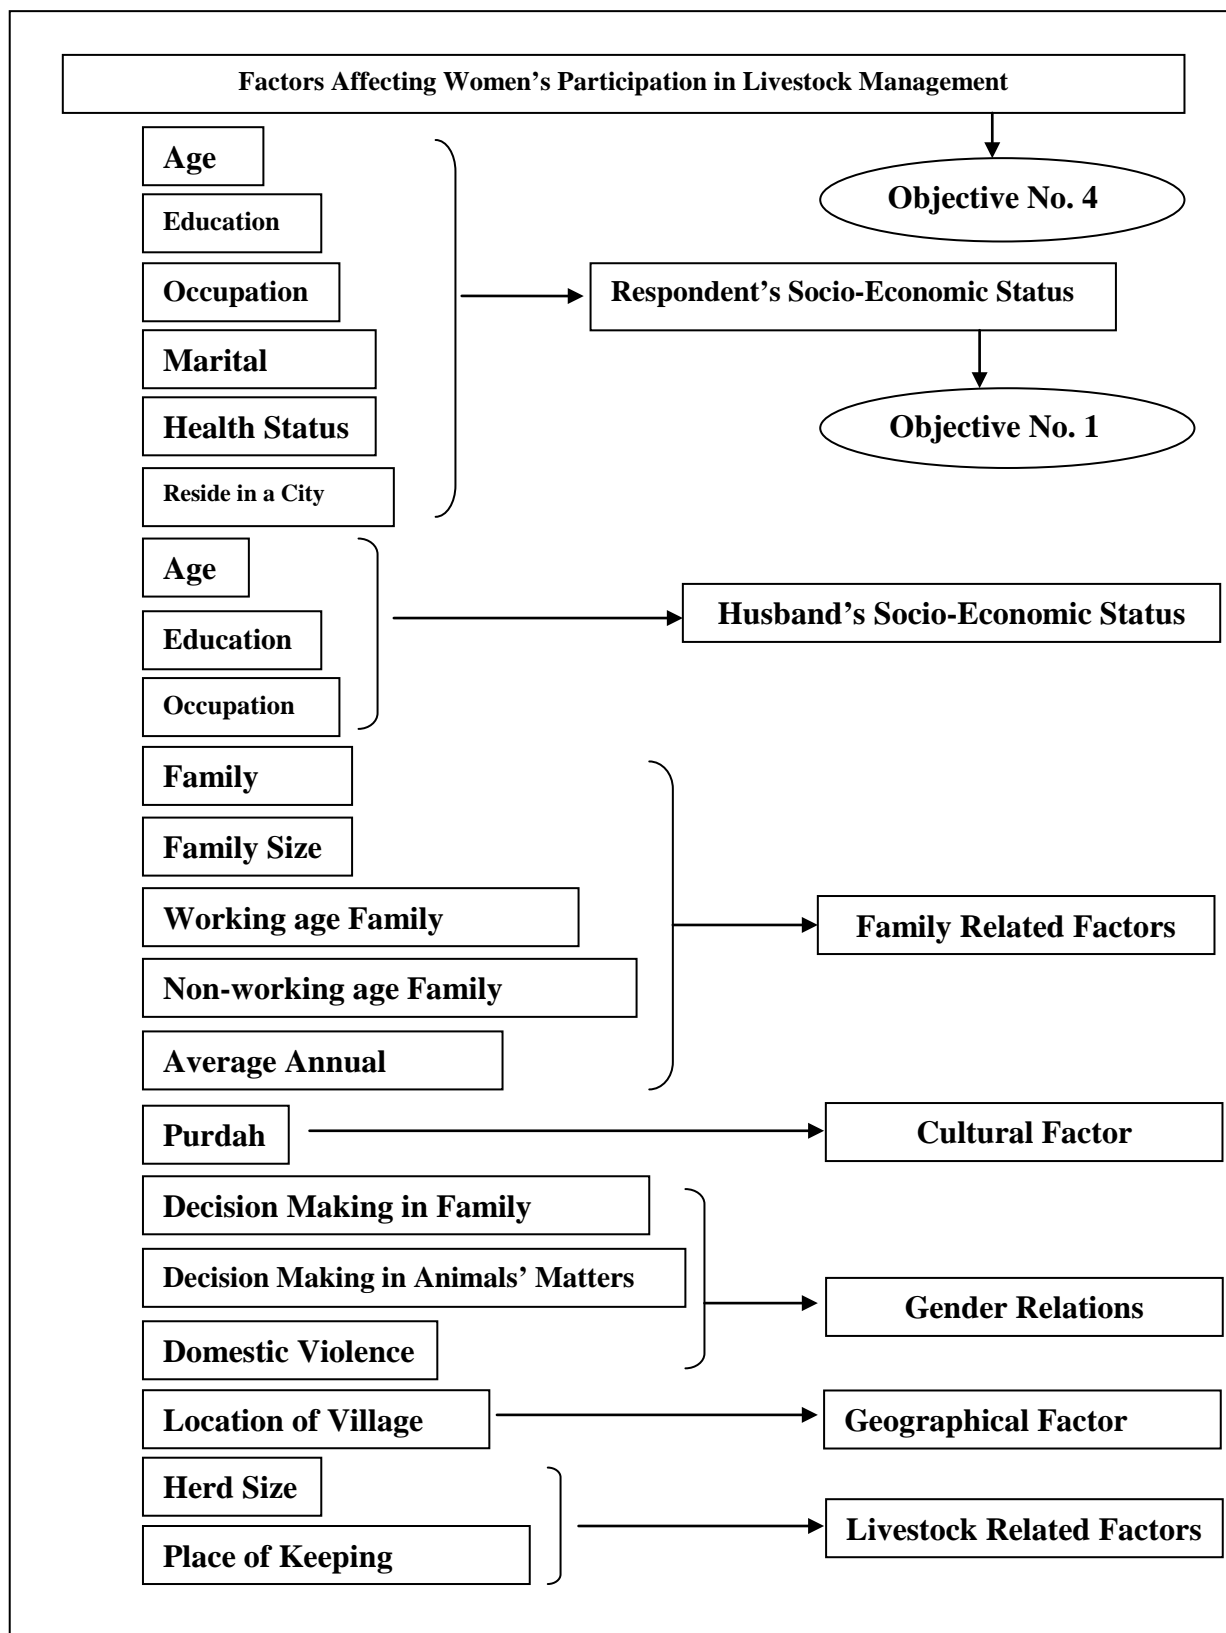 Factors Affecting Women’s Participation in Livestock Management
Age
Objective No. 4
Education
Occupation
Respondent’s Socio-Economic Status
Marital
Health Status
Objective No. 1
Reside in a City
Age
Husband’s Socio-Economic Status
Education
Occupation
Family
Family Size
Working age Family
Family Related Factors
Non-working age Family
Average Annual
Purdah
Cultural Factor
Decision Making in Family
Decision Making in Animals’ Matters
Gender Relations
Domestic Violence
Location of Village
Geographical Factor
Herd Size
Livestock Related Factors
Place of Keeping